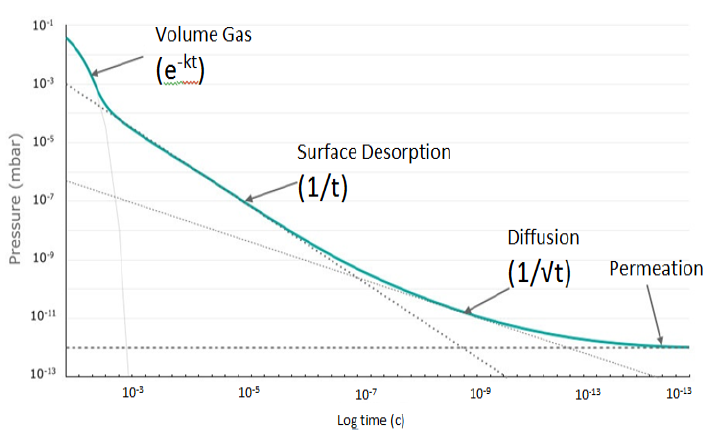 10-1
Volume Gas
(e-kt)
10-3
10-5
Surface Desorption
(1/t)
10-7
Pressure (mbar)
Diffusion
(1/√t)
Permeation
10-9
10-11
10-13
10-3 10-5 10-7 10-9 10-13 10-13
Log time (c)